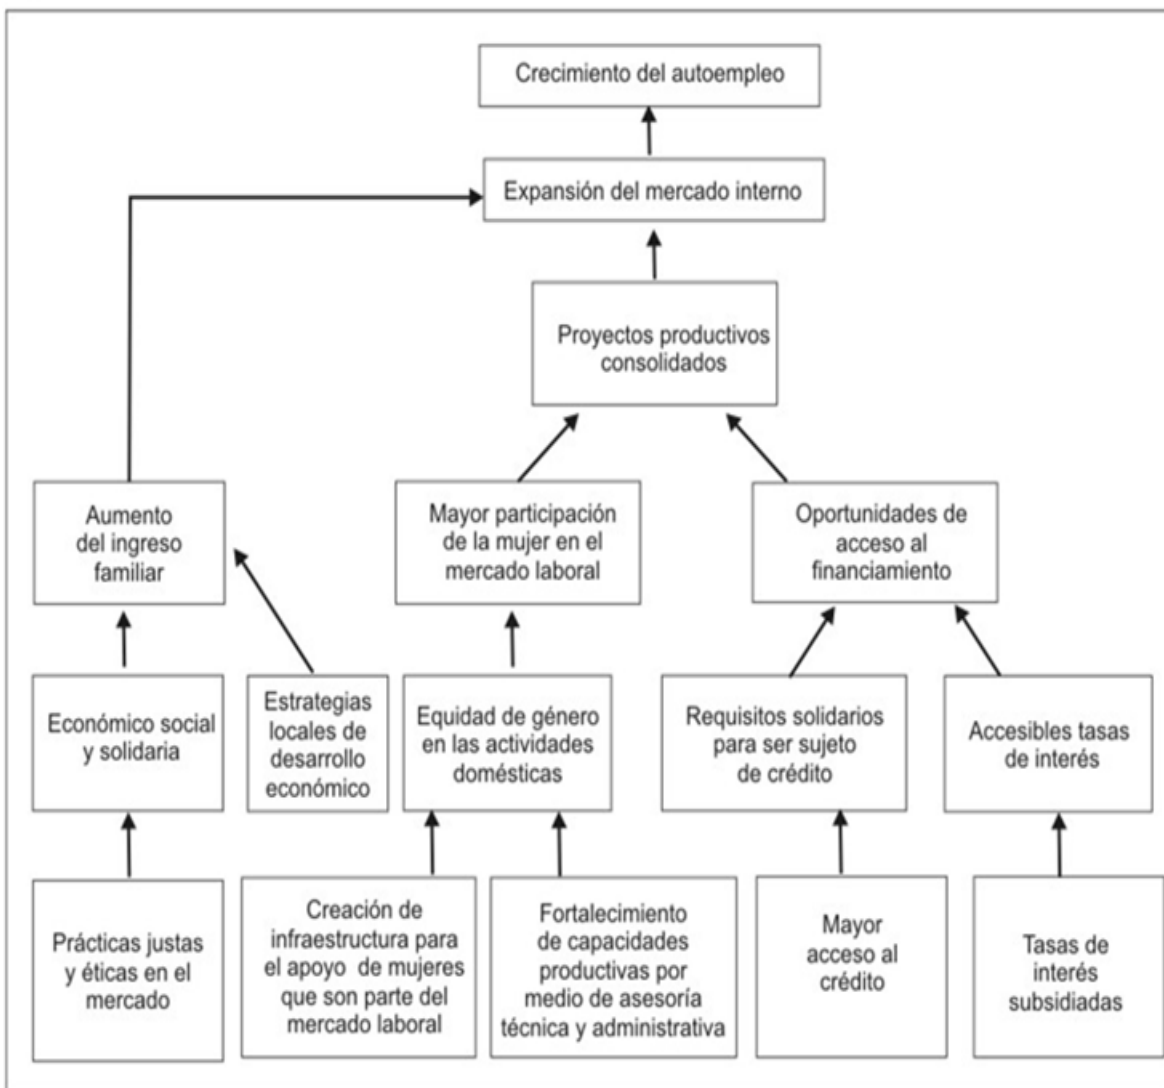 Crecimiento del autoempleo
Expansión del mercado interno
Proyectos productivos
consolidados
Aumento
del ingreso
familiar
Mayor participación
de la mujer en el
mercado laboral
Oportunidades de
acceso al
financiamiento
Económico social
y solidaria
Estrategias
locales de
desarrollo
económico
Equidad de género
en las actividades
domésticas
Requisitos solidarios
para ser sujeto
de crédito
Accesibles tasas
de interés
Prácticas justas
y éticas en el
mercado
Creación de
infraestructura para
el apoyo de mujeres
que son parte del
mercado laboral
Fortalecimiento
de capacidades
productivas por
medio de asesoría
técnica y administrativa
Mayor
acceso al
crédito
Tasas de
interés
subsidiadas